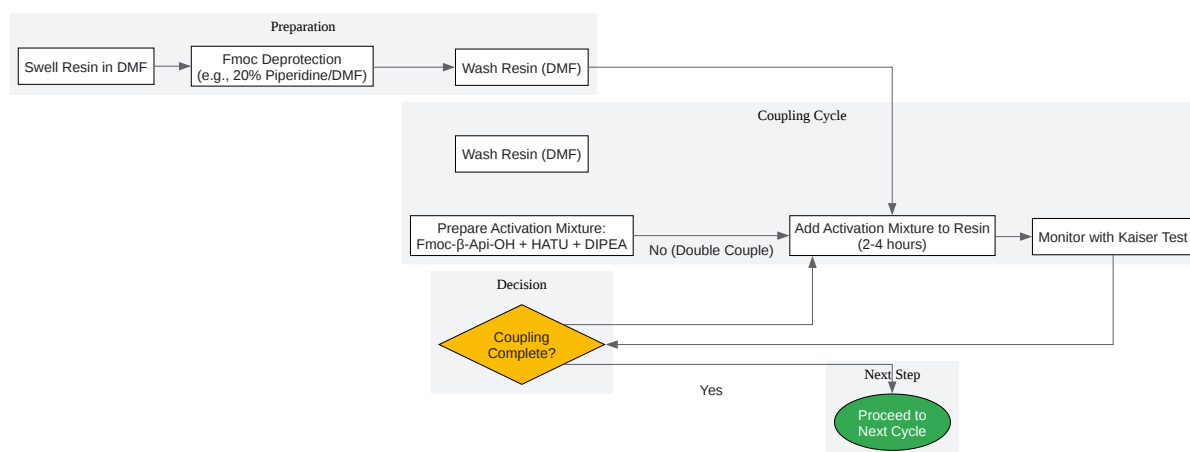 Preparation
Swell Resin in DMF
Fmoc Deprotection
(e.g., 20% Piperidine/DMF)
Wash Resin (DMF)
Coupling Cycle
Wash Resin (DMF)
Prepare Activation Mixture:
Fmoc-β-Api-OH + HATU + DIPEA
No (Double Couple)
Add Activation Mixture to Resin
(2-4 hours)
Monitor with Kaiser Test
Decision
Coupling
Complete?
Yes
Next Step
Proceed to
Next Cycle